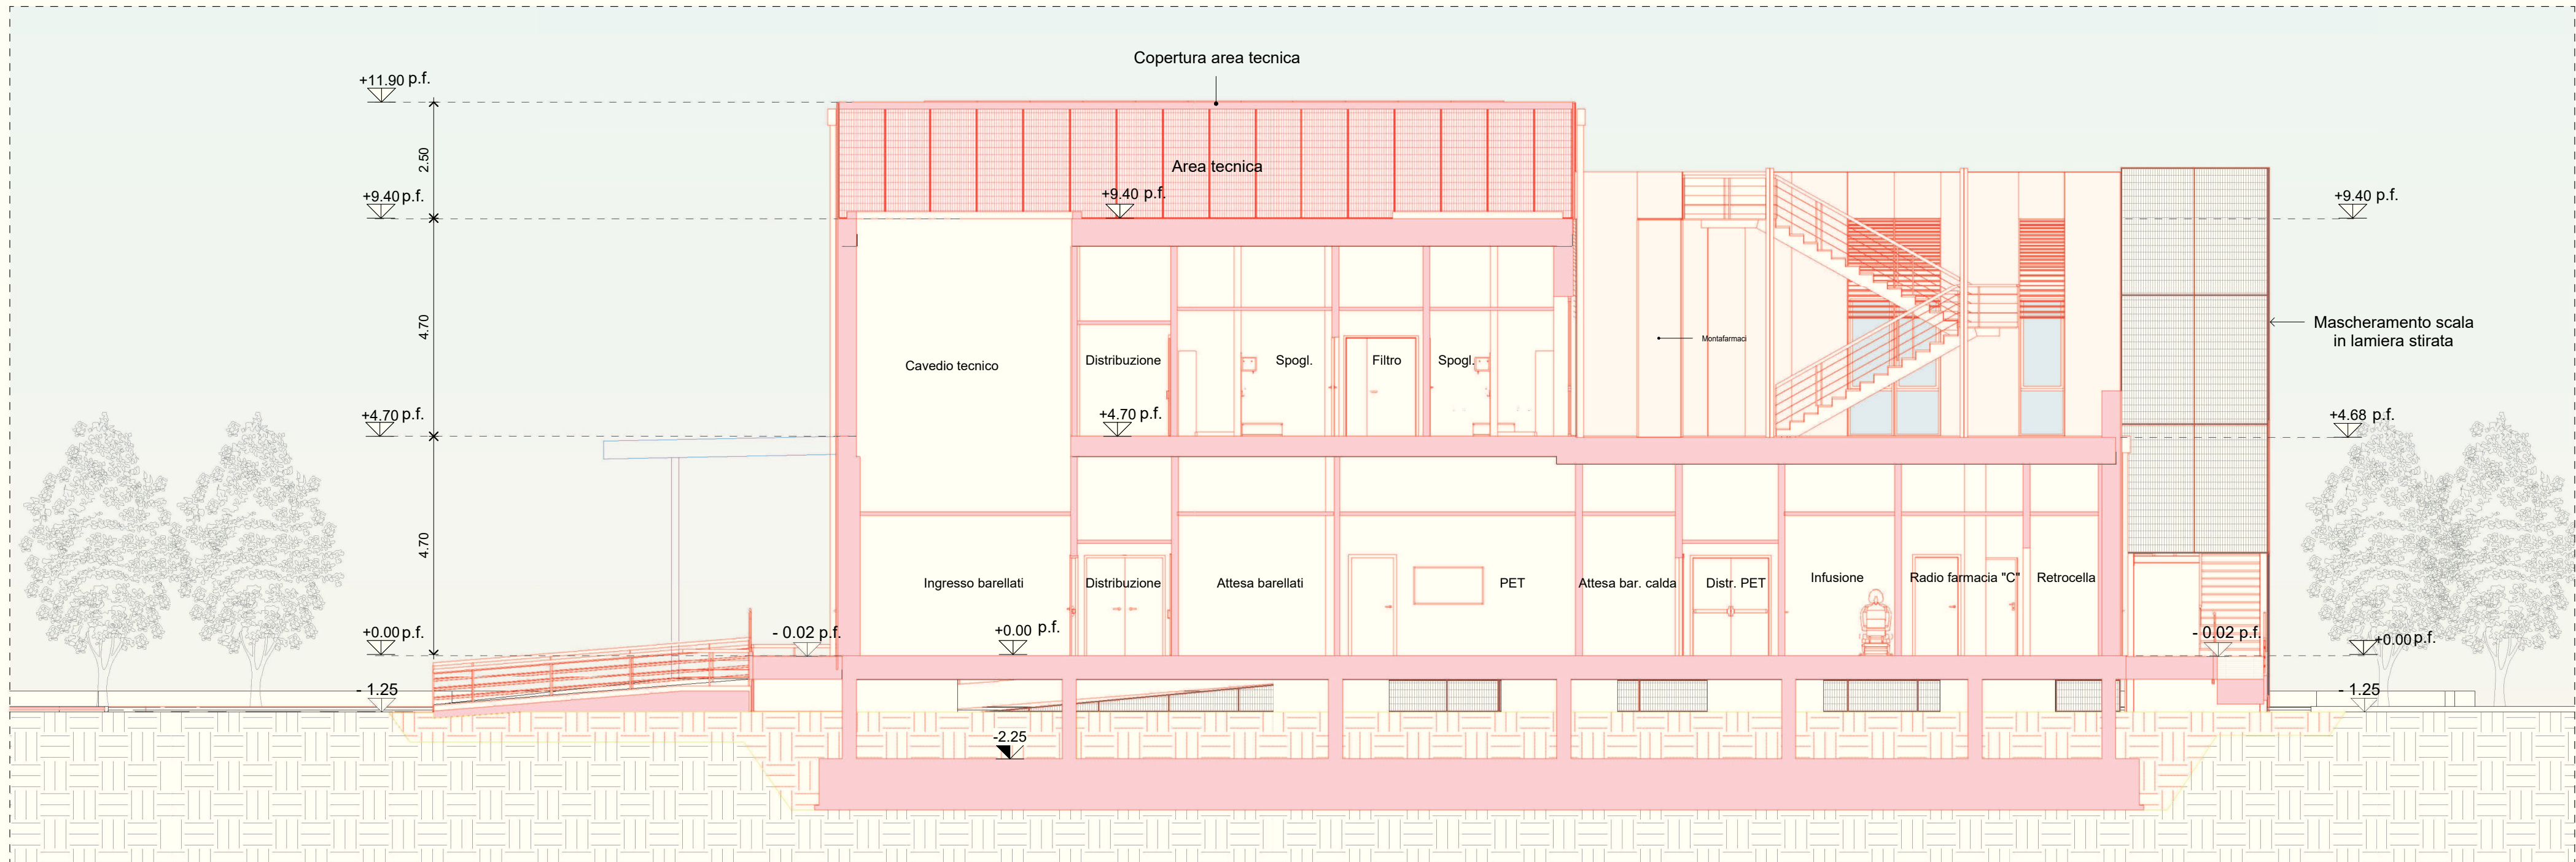 Copertura area tecnica
+11.90 p.f.
2.50
Area tecnica
+9.40 p.f.
+9.40 p.f.
+9.40 p.f.
4.70
Mascheramento scala
in lamiera stirata
Montafarmaci
Cavedio tecnico
Distribuzione
Spogl.
Filtro
Spogl.
+4.70 p.f.
+4.70 p.f.
+4.68 p.f.
4.70
Ingresso barellati
Distribuzione
Attesa barellati
PET
Attesa bar. calda
Distr. PET
Infusione
Radio farmacia "C"
Retrocella
+0.00 p.f.
- 0.02 p.f.
+0.00 p.f.
- 0.02 p.f.
+0.00 p.f.
- 1.25
- 1.25
-2.25